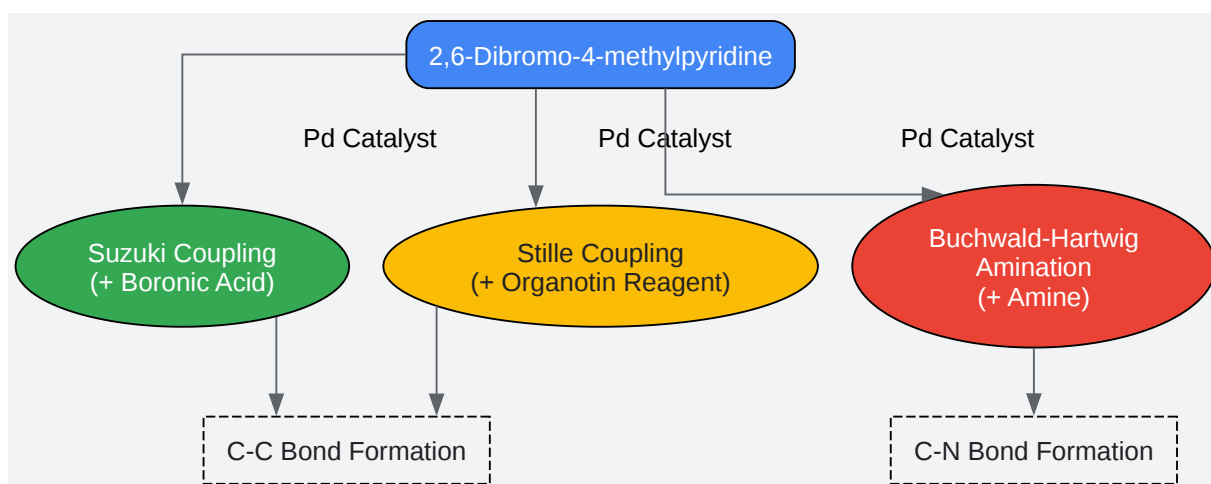 2,6-Dibromo-4-methylpyridine
Pd Catalyst
Pd Catalyst
Pd Catalyst
Suzuki Coupling
(+ Boronic Acid)
Stille Coupling
(+ Organotin Reagent)
Buchwald-Hartwig
Amination
(+ Amine)
C-C Bond Formation
C-N Bond Formation